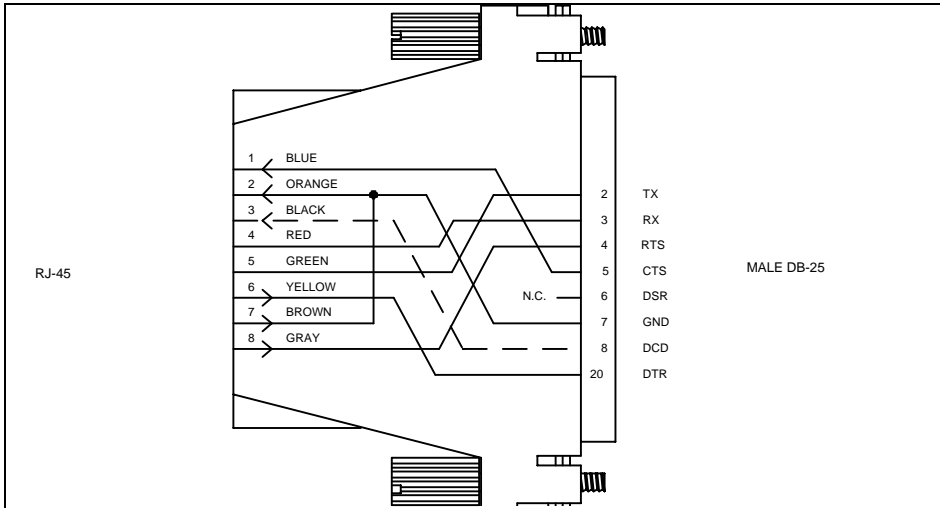 1 BLUE
2 ORANGE
3 BLACK
4 RED
5 GREEN
6 YELLOW
7 BROWN
8 GRAY
RJ-45
N.C.
2 TX
3 RX
4 RTS
5 CTS
6 DSR
7 GND
8 DCD
20 DTR
MALE DB-25